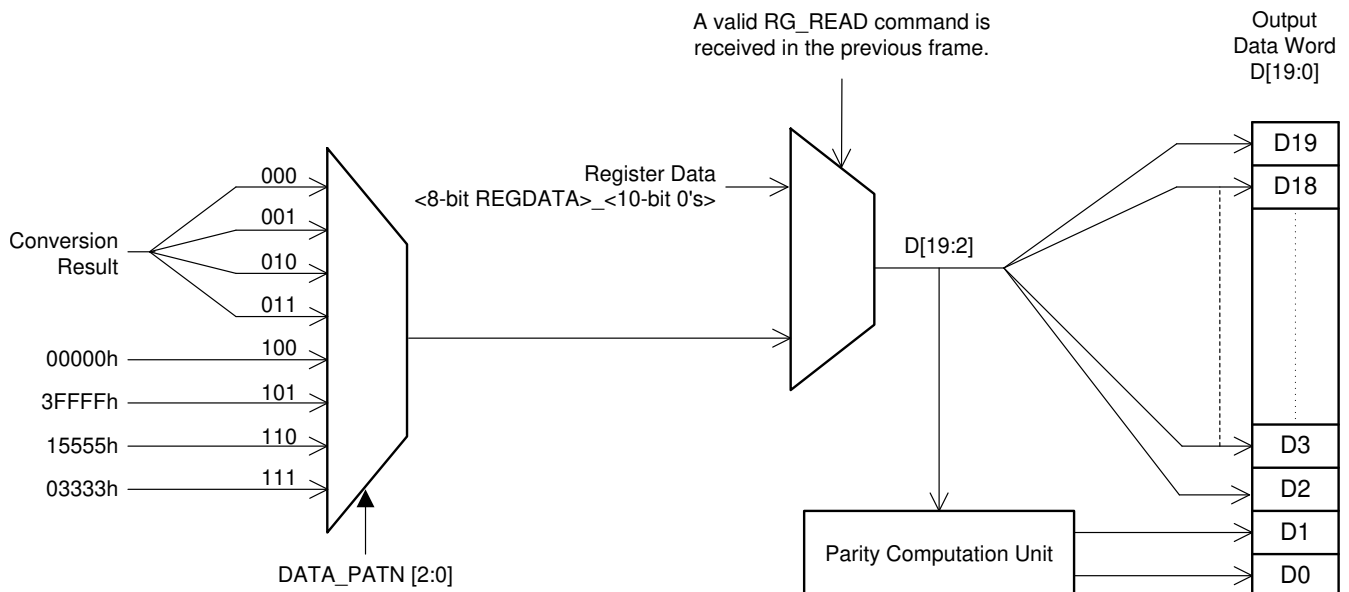 A valid RG_READ command is
received in the previous frame.
Output
Data Word
D[19:0]
Conversion
Result
000
001
010
011
00000h
100
3FFFFh
101
15555h
110
03333h
111
DATA_PATN [2:0]
Register Data
<8-bit REGDATA>_<10-bit 0's>
D[19:2]
Parity Computation Unit
D19
D18
D3
D2
D1
D0